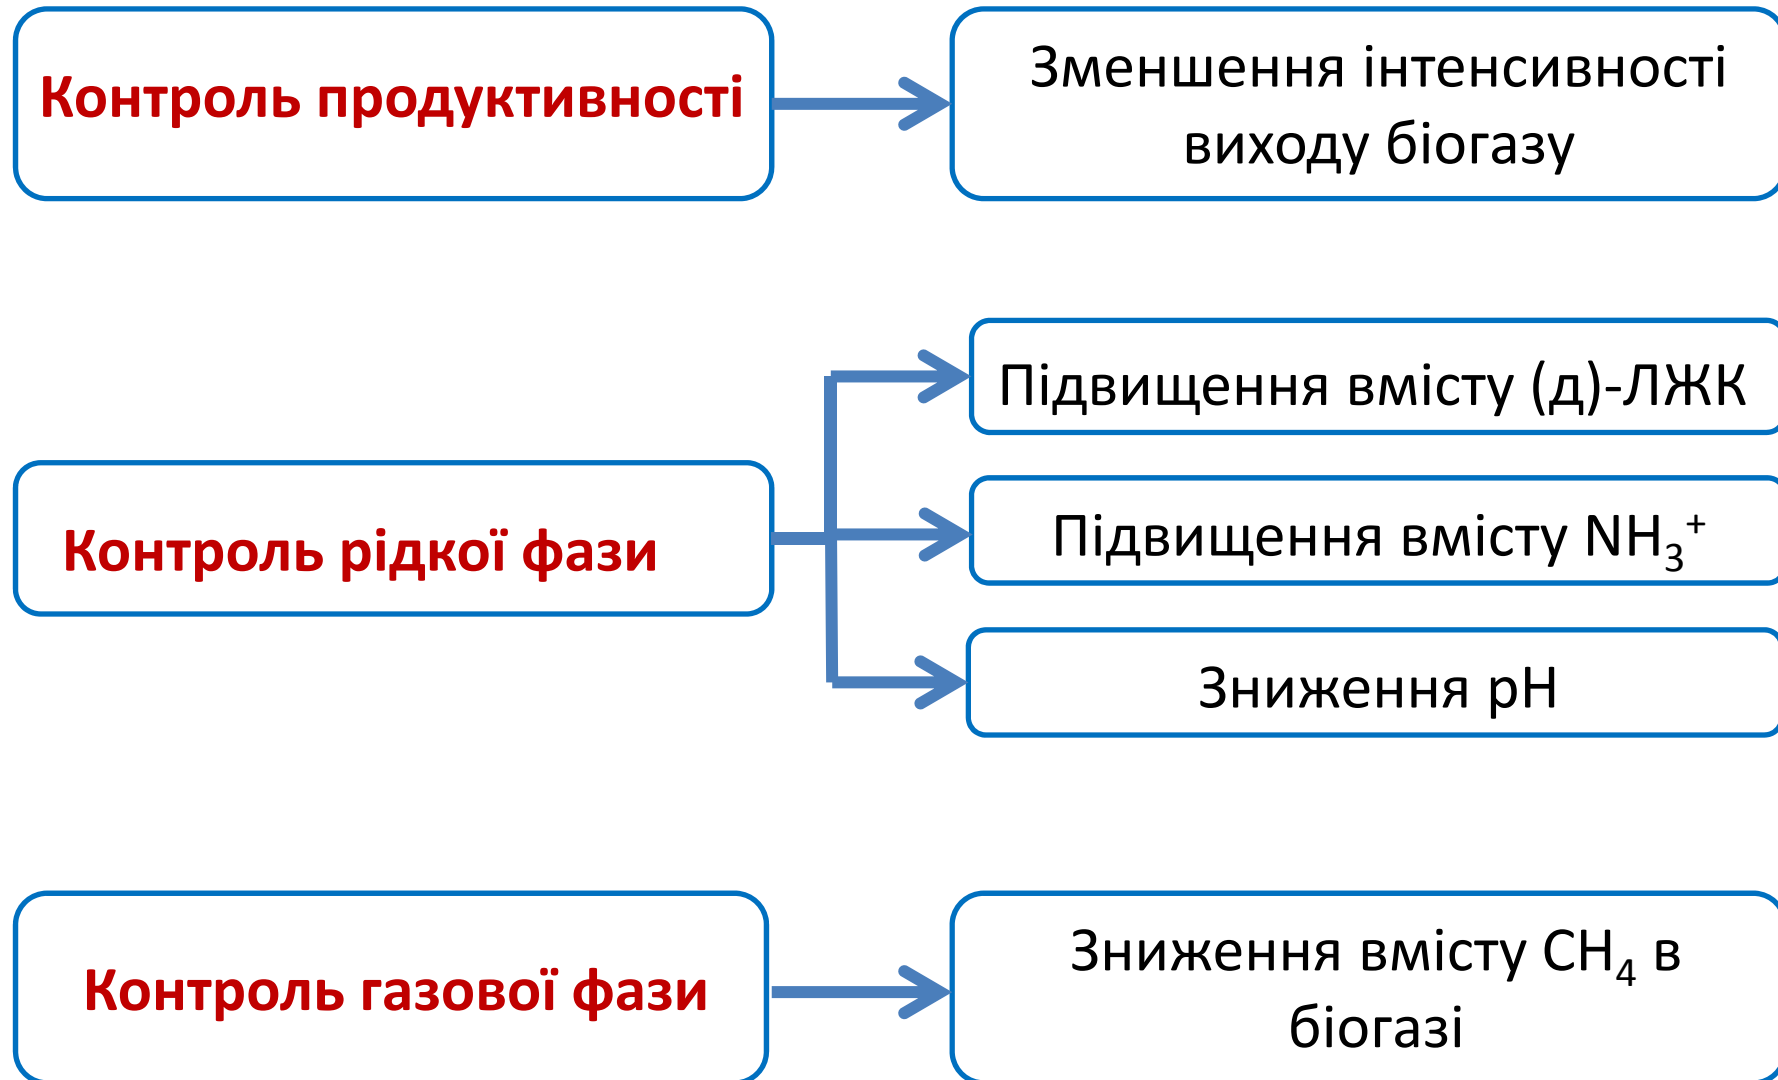 Контроль продуктивності
Зменшення інтенсивності
виходу біогазу
Підвищення вмісту (д)-ЛЖК
Контроль рідкої фази
Підвищення вмісту NH₃⁺
Зниження рН
Контроль газової фази
Зниження вмісту CH₄ в
біогазі